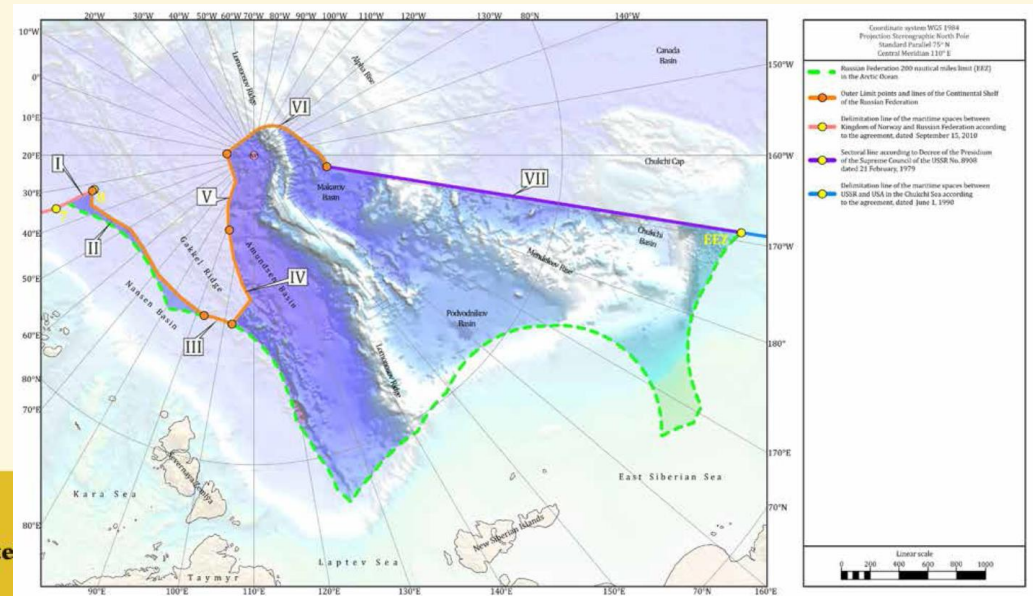 20°W
30°W
40°W
50°W
60°W
70°W
80°W
90°W
100°W
110°W
120°W
130°W
80°N
140°W
10°W
0°
10°E
20°E
30°E
40°E
50°E
60°E
80°N
70°E
80°E
150°W
160°W
170°W
180°
170°E
70°N
90°E
100°E
110°E
120°E
130°E
140°E
150°E
70°N
160°E
Lomonosov Ridge
Alpha Rise
Canada
Basin
Chukchi Cap
VI
I
V
VII
Makarov
Basin
Chukchi
Basin
EEZ
II
Gakkel Ridge
Amundsen Basin
IV
Mendeleev Rise
Nansen Basin
Podvodnikov
Basin
III
Lomonosov Ridge
Severnaya Zemlya
Kara Sea
East Siberian Sea
New Siberian Islands
Laptev Sea
Taymyr
Coordinate system WGS 1984
Projection Stereographic North Pole
Standard Parallel 75° N
Central Meridian 110° E
Russian Federation 200 nautical miles limit (EEZ)
in the Arctic Ocean
Outer Limit points and lines of the Continental Shelf
of the Russian Federation
Delimitation line of the maritime spaces between
Kingdom of Norway and Russian Federation according
to the agreement, dated September 15, 2010
Sectoral line according to Decree of the Presidium
of the Supreme Council of the USSR No. 8908
dated 21 February, 1979
Delimitation line of the maritime spaces between
USSR and USA in the Chukchi Sea according
to the agreement, dated June 1, 1990
Linear scale
0 200 400 600 800 1000